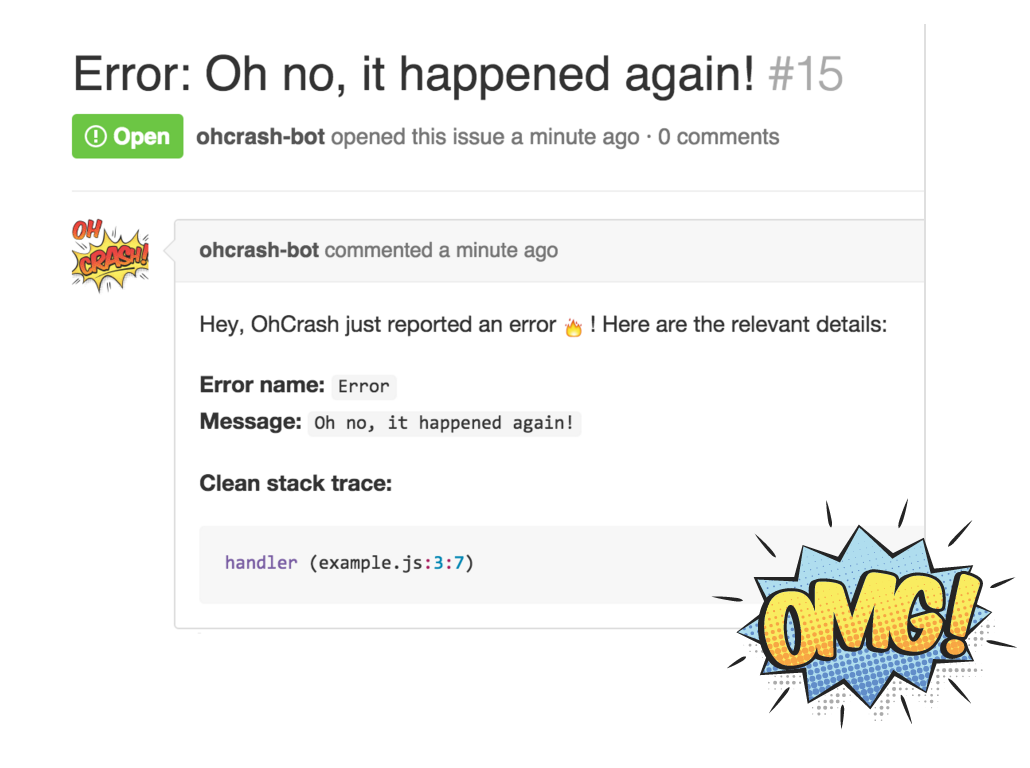 Error: Oh no, it happened again! #15
Open ohcrash-bot opened this issue a minute ago · 0 comments
OH
CRASH!
ohcrash-bot commented a minute ago
Hey, OhCrash just reported an error 🔥 ! Here are the relevant details:
Error name: Error
Message: Oh no, it happened again!
Clean stack trace:
handler (example.js:3:7)
OMG!